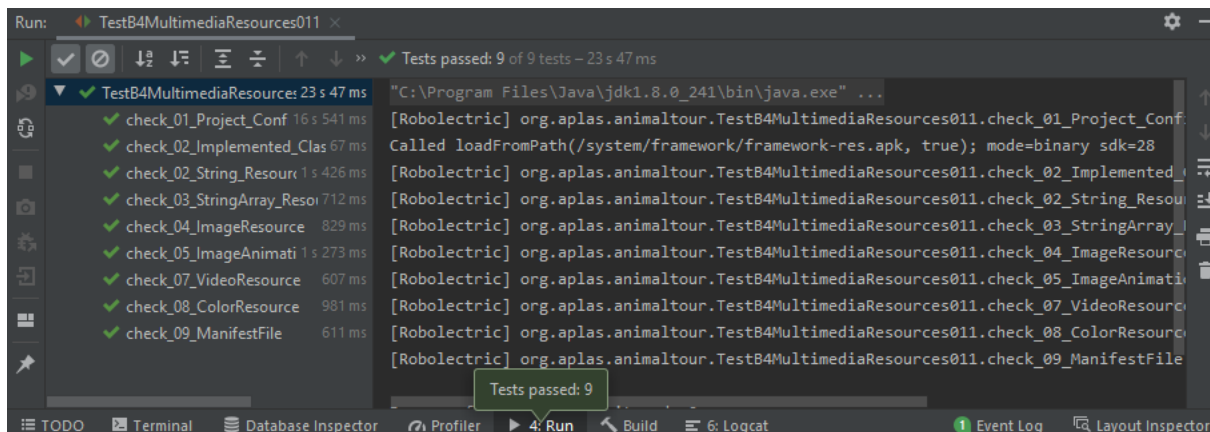 Run: TestB4MultimediaResources011
Tests passed: 9 of 9 tests – 23 s 47 ms
TestB4MultimediaResources 23 s 47 ms
check_01_Project_Conf 16 s 541 ms
check_02_Implemented_Clas 67 ms
check_02_String_Resourc 1 s 426 ms
check_03_StringArray_Resou 712 ms
check_04_ImageResource 829 ms
check_05_ImageAnimati 1 s 273 ms
check_07_VideoResource 607 ms
check_08_ColorResource 981 ms
check_09_ManifestFile 611 ms
"C:\Program Files\Java\jdk1.8.0_241\bin\java.exe" ...
[Robolectric] org.aplas.animaltour.TestB4MultimediaResources011.check_01_Project_Conf
Called loadFromPath(/system/framework/framework-res.apk, true); mode=binary sdk=28
[Robolectric] org.aplas.animaltour.TestB4MultimediaResources011.check_02_Implemented_
[Robolectric] org.aplas.animaltour.TestB4MultimediaResources011.check_02_String_Resou
[Robolectric] org.aplas.animaltour.TestB4MultimediaResources011.check_03_StringArray_
[Robolectric] org.aplas.animaltour.TestB4MultimediaResources011.check_04_ImageResourc
[Robolectric] org.aplas.animaltour.TestB4MultimediaResources011.check_05_ImageAnimati
[Robolectric] org.aplas.animaltour.TestB4MultimediaResources011.check_07_VideoResourc
[Robolectric] org.aplas.animaltour.TestB4MultimediaResources011.check_08_ColorResourc
[Robolectric] org.aplas.animaltour.TestB4MultimediaResources011.check_09_ManifestFile
Tests passed: 9
TODO Terminal Database Inspector Profiler 4: Run Build 6: Logcat 1 Event Log Layout Inspector